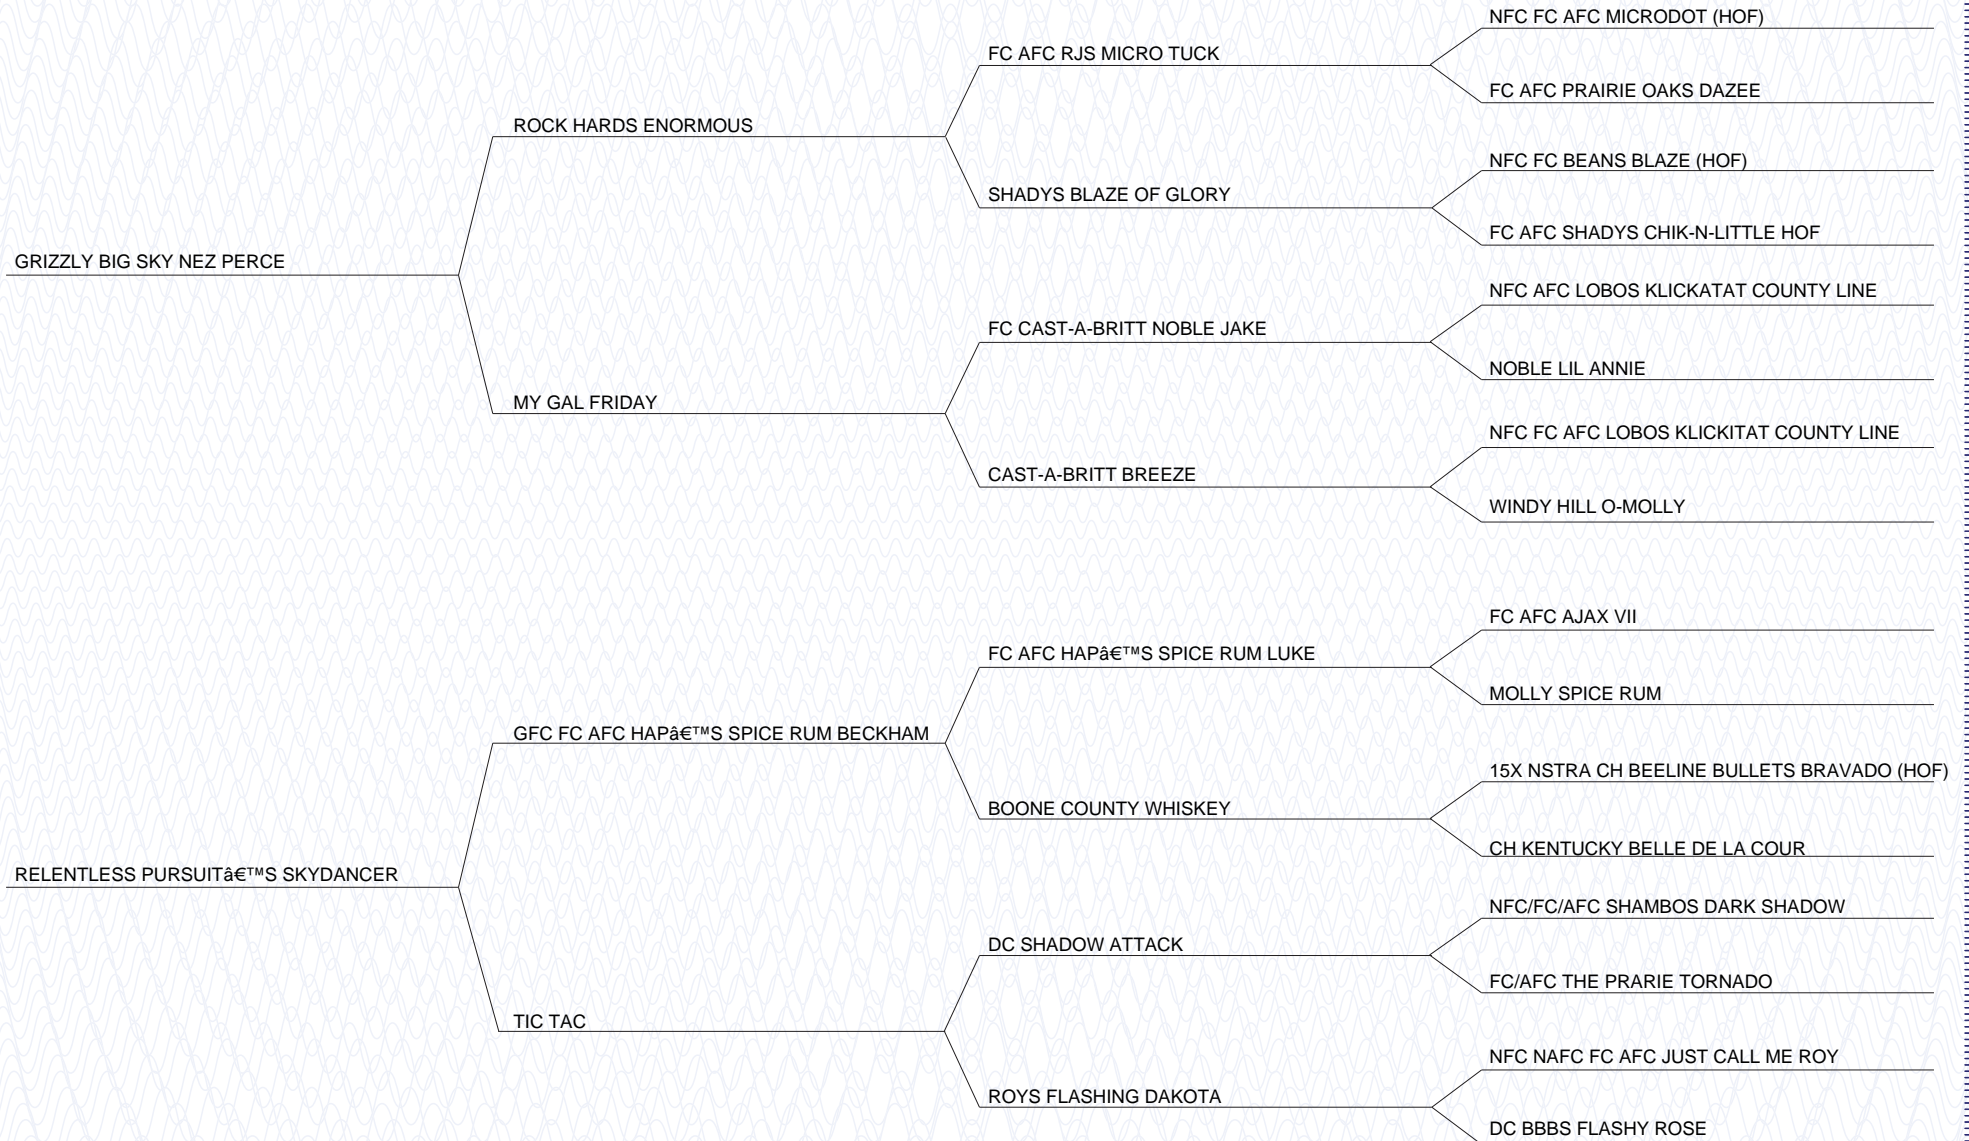 NFC FC AFC MICRODOT (HOF)
FC AFC RJS MICRO TUCK
FC AFC PRAIRIE OAKS DAZEE
ROCK HARDS ENORMOUS
NFC FC BEANS BLAZE (HOF)
SHADYS BLAZE OF GLORY
FC AFC SHADYS CHIK-N-LITTLE HOF
GRIZZLY BIG SKY NEZ PERCE
NFC AFC LOBOS KLICKATAT COUNTY LINE
FC CAST-A-BRITT NOBLE JAKE
NOBLE LIL ANNIE
MY GAL FRIDAY
NFC FC AFC LOBOS KLICKITAT COUNTY LINE
CAST-A-BRITT BREEZE
WINDY HILL O-MOLLY
FC AFC AJAX VII
FC AFC HAPâ€™S SPICE RUM LUKE
MOLLY SPICE RUM
GFC FC AFC HAPâ€™S SPICE RUM BECKHAM
15X NSTRA CH BEELINE BULLETS BRAVADO (HOF)
BOONE COUNTY WHISKEY
CH KENTUCKY BELLE DE LA COUR
RELENTLESS PURSUITâ€™S SKYDANCER
NFC/FC/AFC SHAMBOS DARK SHADOW
DC SHADOW ATTACK
FC/AFC THE PRARIE TORNADO
TIC TAC
NFC NAFC FC AFC JUST CALL ME ROY
ROYS FLASHING DAKOTA
DC BBBS FLASHY ROSE